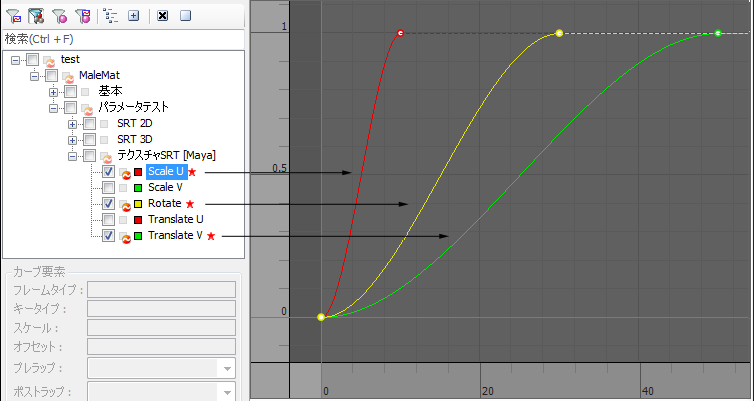 検索(Ctrl + F)
test
MaleMat
基本
パラメータテスト
SRT 2D
SRT 3D
テクスチャSRT [Maya]
Scale U
Scale V
Rotate
Translate U
Translate V
カーブ要素
フレームタイプ :
キータイプ :
スケール :
オフセット :
プレラップ :
ポストラップ :
1
0.5
0
0
20
40